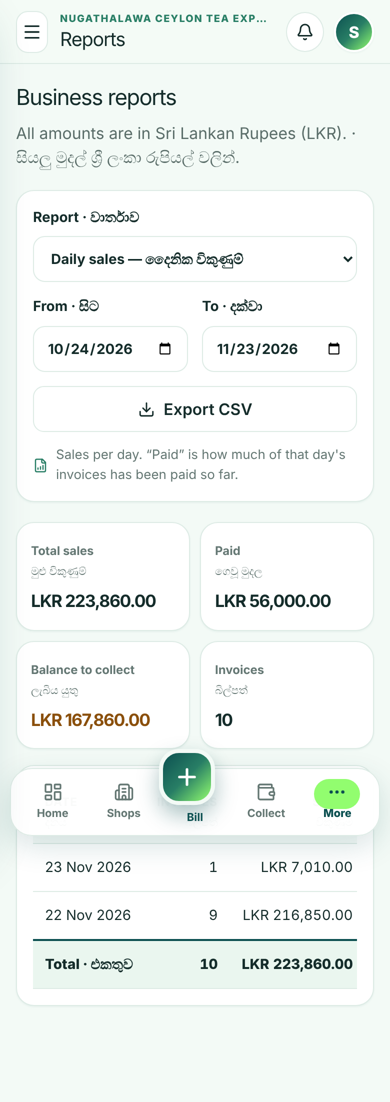 NUGATHALAWA CEYLON TEA EXP...
Reports
S
Business reports
All amounts are in Sri Lankan Rupees (LKR). ·
සියලු මුදල් ශ්‍රී ලංකා රුපියල් වලින්.
Report · වාර්තාව
Daily sales — දෛනික විකුණුම්
From · සිට
To · දක්වා
10/24/2026
11/23/2026
Export CSV
Sales per day. “Paid” is how much of that day's
invoices has been paid so far.
Total sales
මුළු විකුණුම්
LKR 223,860.00
Paid
ගෙවූ මුදල
LKR 56,000.00
Balance to collect
ලැබිය යුතු
LKR 167,860.00
Invoices
බිල්පත්
10
Home
Shops
Bill
Collect
More
23 Nov 2026 1 LKR 7,010.00
22 Nov 2026 9 LKR 216,850.00
Total · එකතුව 10 LKR 223,860.00